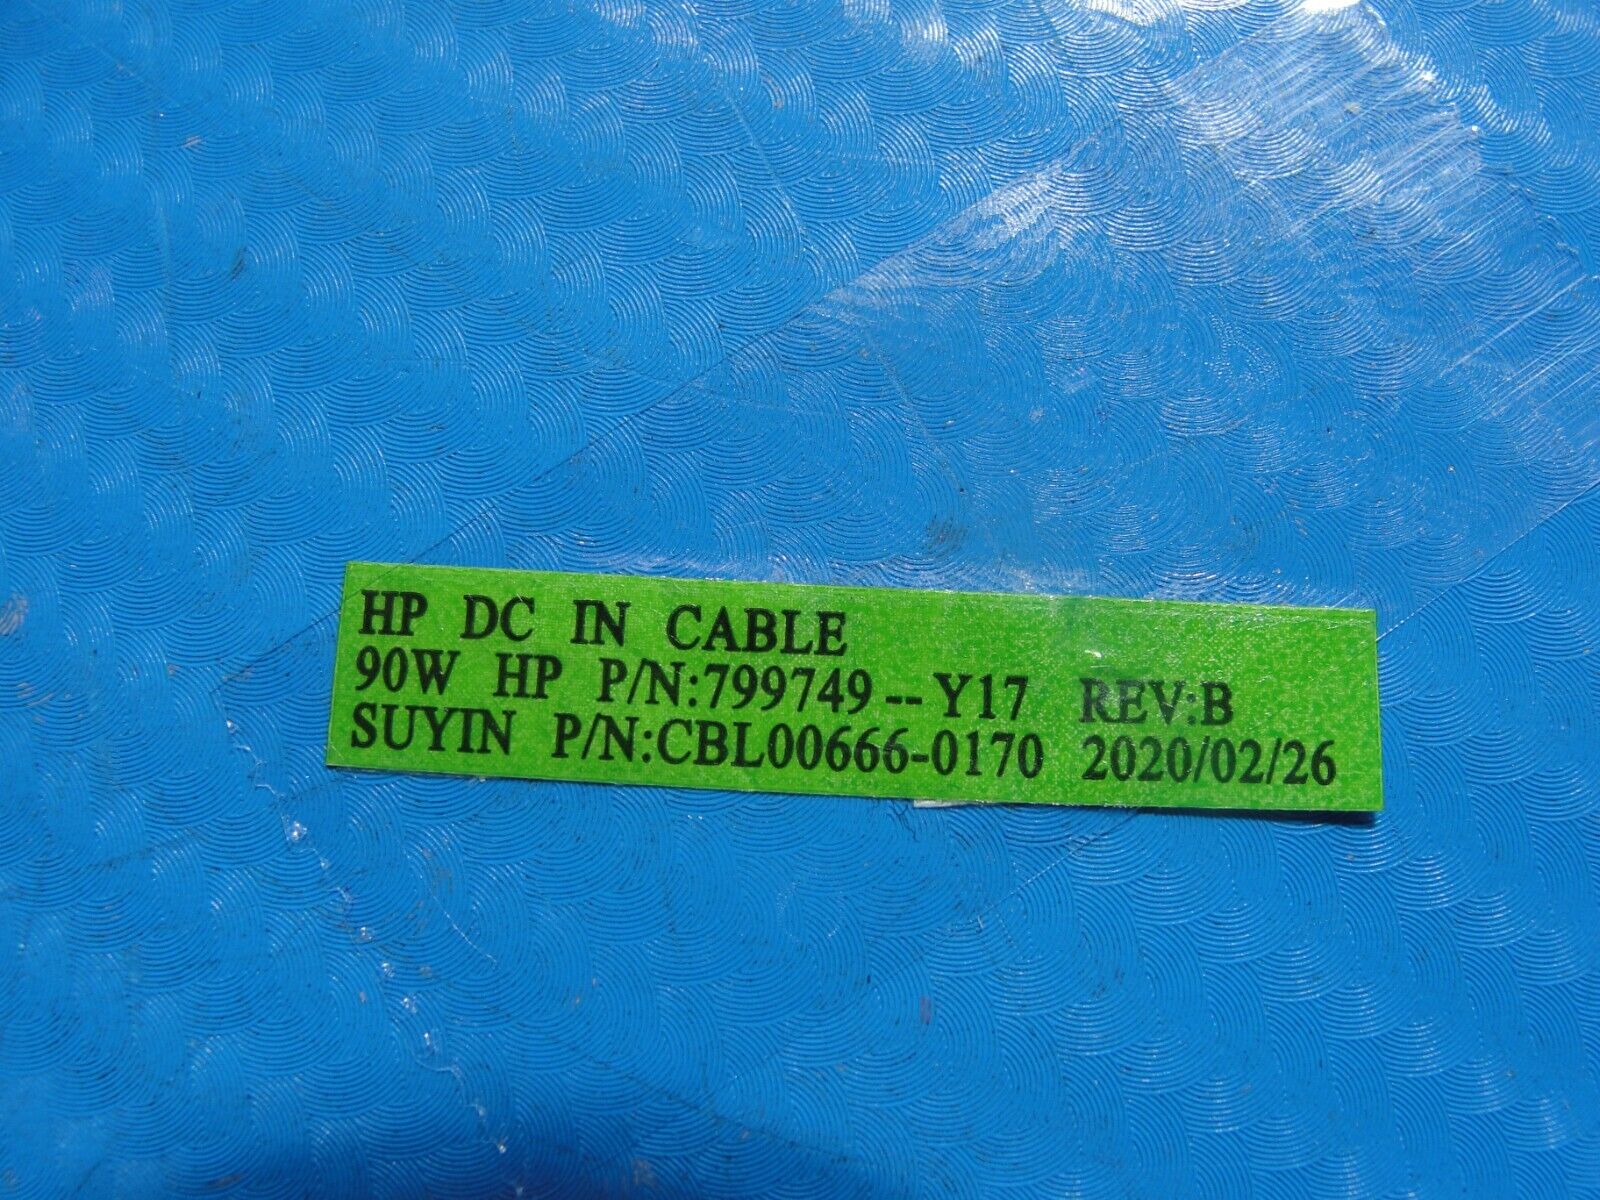 HP DC IN CABLE
90W HP P/N:799749--Y17 REV:B
SUYIN P/N:CBL00666-0170 2020/02/26